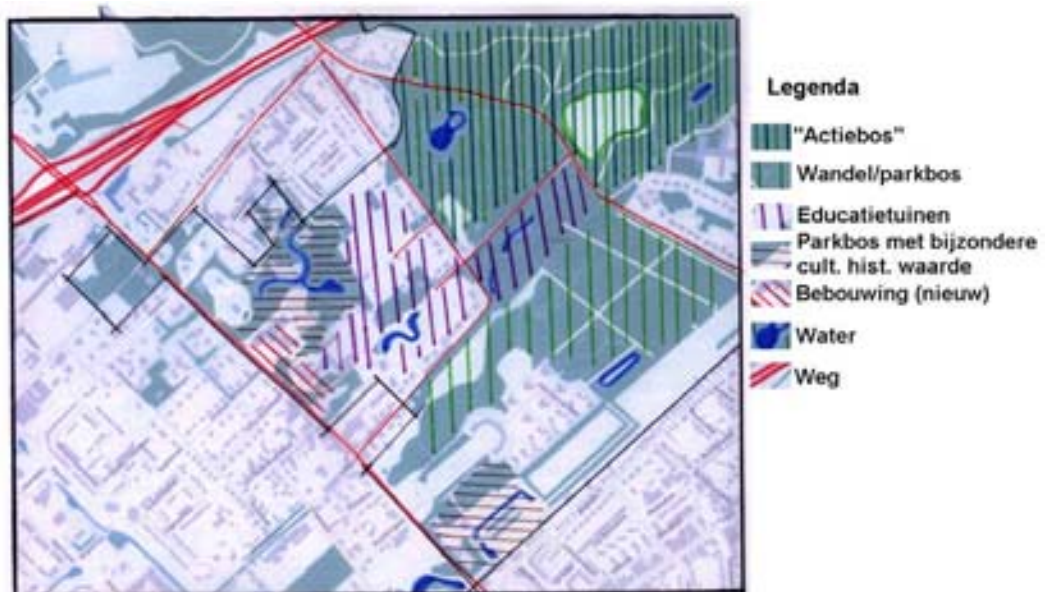 Legenda
"Actiebos"
Wandel/parkbos
Educatietuinen
Parkbos met bijzondere
cult. hist. waarde
Bebouwing (nieuw)
Water
Weg